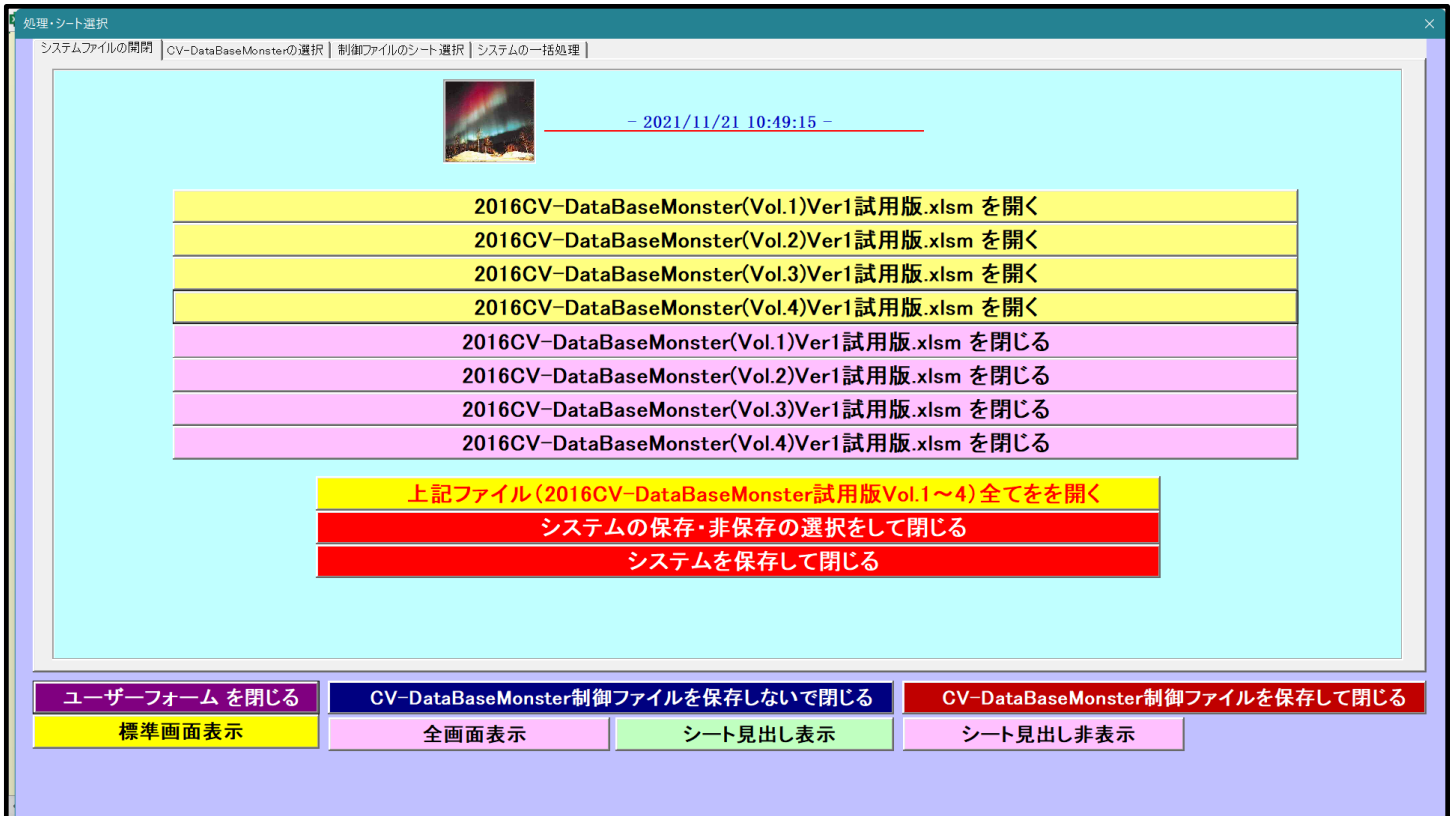 処理・シート選択
システムファイルの開閉 CV-DataBaseMonsterの選択 制御ファイルのシート選択 システムの一括処理
- 2021/11/21 10:49:15 -
2016CV-DataBaseMonster(Vol.1)Ver1試用版.xlsm を開く
2016CV-DataBaseMonster(Vol.2)Ver1試用版.xlsm を開く
2016CV-DataBaseMonster(Vol.3)Ver1試用版.xlsm を開く
2016CV-DataBaseMonster(Vol.4)Ver1試用版.xlsm を開く
2016CV-DataBaseMonster(Vol.1)Ver1試用版.xlsm を閉じる
2016CV-DataBaseMonster(Vol.2)Ver1試用版.xlsm を閉じる
2016CV-DataBaseMonster(Vol.3)Ver1試用版.xlsm を閉じる
2016CV-DataBaseMonster(Vol.4)Ver1試用版.xlsm を閉じる
上記ファイル(2016CV-DataBaseMonster試用版Vol.1～4)全てをを開く
システムの保存・非保存の選択をして閉じる
システムを保存して閉じる
ユーザーフォーム を閉じる CV-DataBaseMonster制御ファイルを保存しないで閉じる CV-DataBaseMonster制御ファイルを保存して閉じる
標準画面表示 全画面表示 シート見出し表示 シート見出し非表示